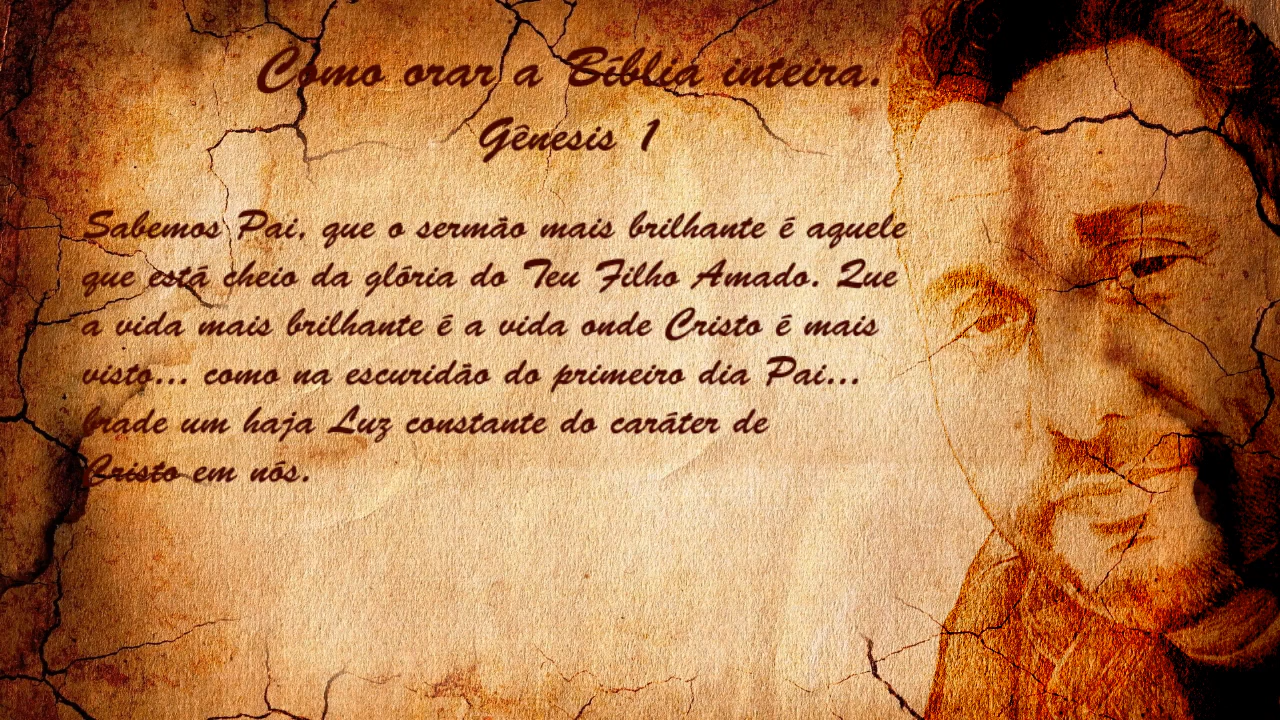 Como orar a Bíblia inteira.
Gênesis 1
Sabemos Pai, que o sermão mais brilhante é aquele
que está cheio da glória do Teu Filho Amado. Que
a vida mais brilhante é a vida onde Cristo é mais
visto... como na escuridão do primeiro dia Pai...
brade um haja Luz constante do caráter de
Cristo em nós.